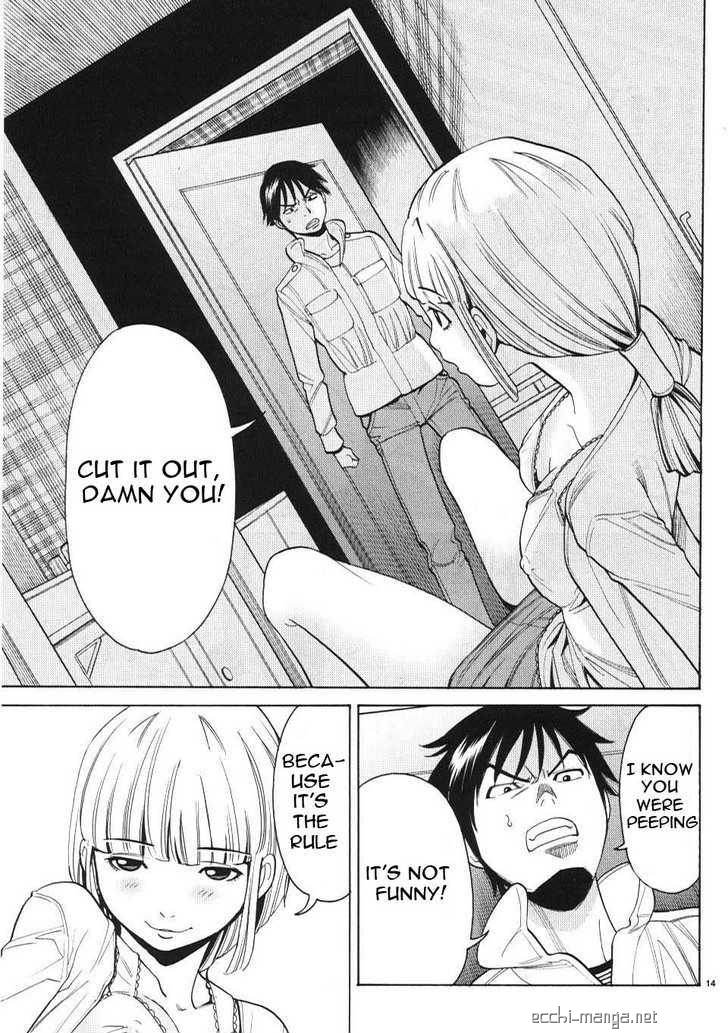 CUT IT OUT,
DAMN YOU!
I KNOW
YOU
WERE
PEEPING
IT'S NOT
FUNNY!
BECA-
USE
IT'S
THE
RULE
14
ecchi-manga.net